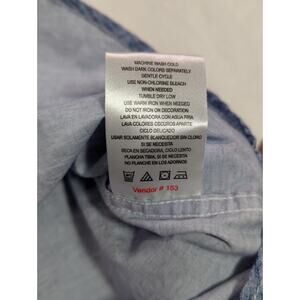 MACHINE WASH COLD
WASH DARK COLORS SEPARATELY
GENTLE CYCLE
USE NON-CHLORINE BLEACH
WHEN NEEDED
TUMBLE DRY LOW
USE WARM IRON WHEN NEEDED
DO NOT IRON ON DECORATION
LAVA EN LAVADORA CON AGUA FRIA
LAVA COLORES OSCUROS APARTE
CICLO DELICADO
USAR SOLAMENTE BLANQUEADOR SIN CLORO
SI SE NECESITA
SECA EN SECADORA, CICLO LENTO
PLANCHA TIBIA, SI SE NECESITA
NO PLANCHA EN LOS ADORNOS
Vendor # 153